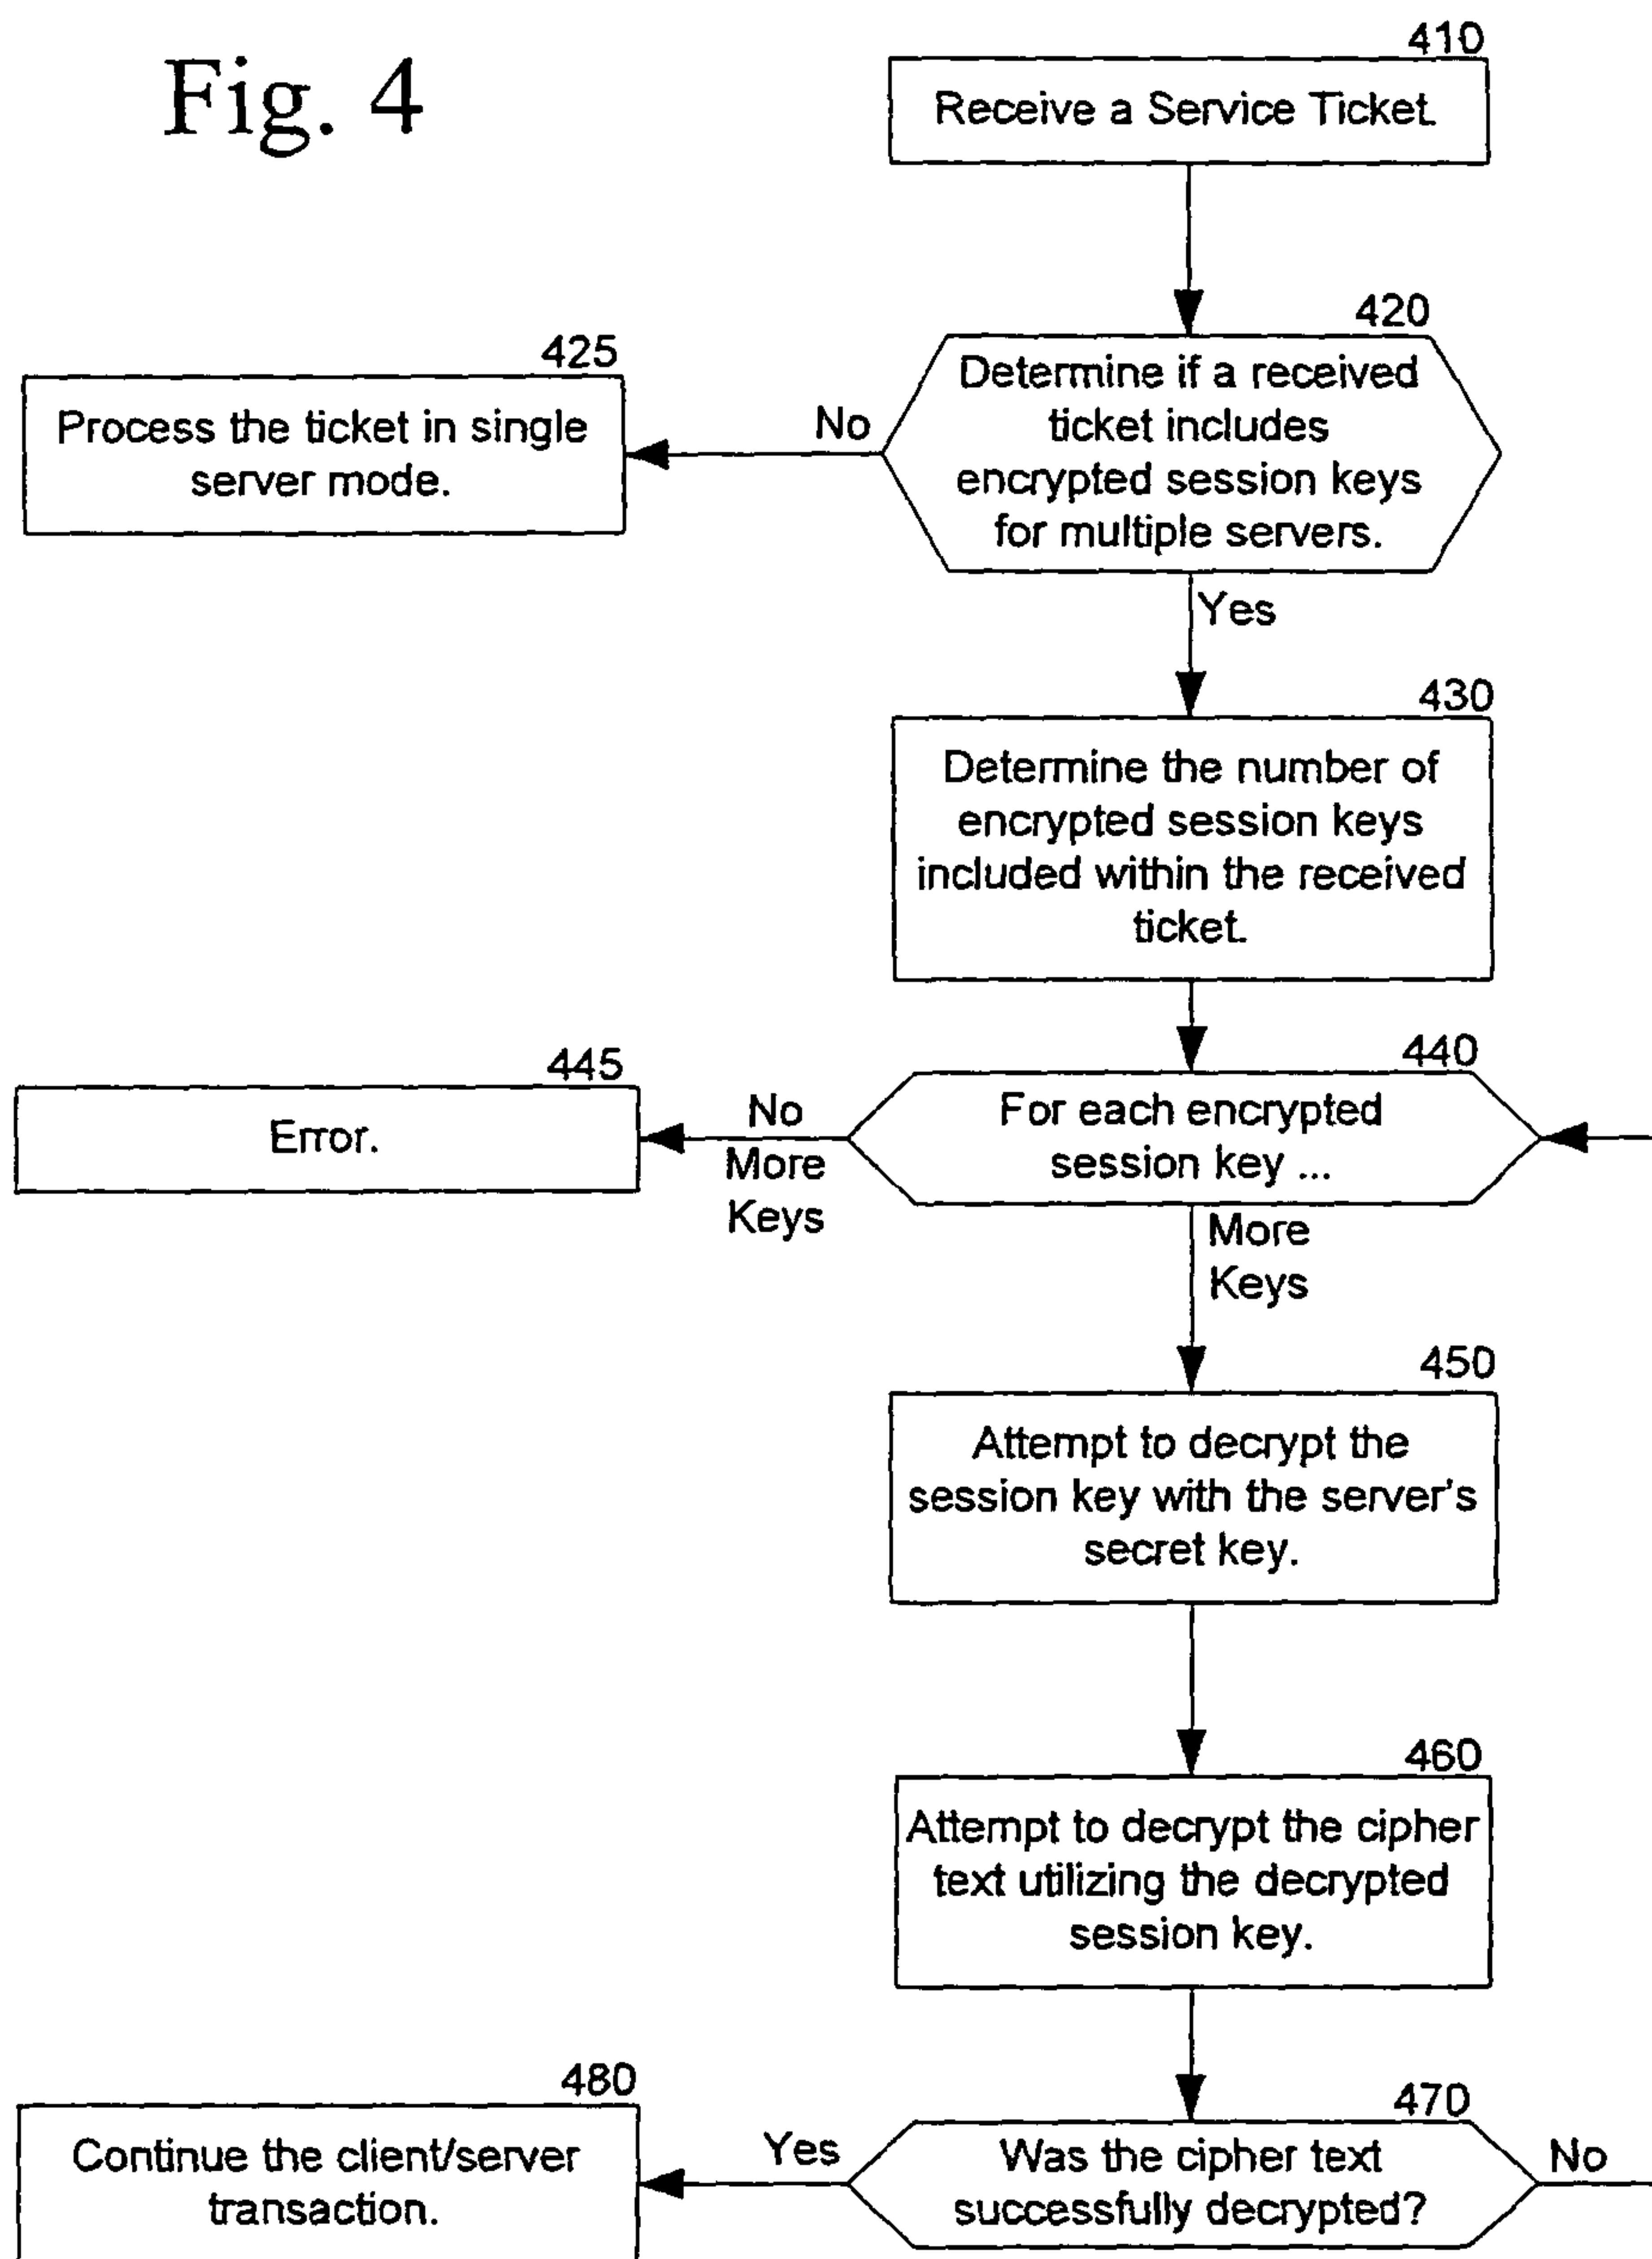 Fig. 4
410
Receive a Service Ticket.
420
Determine if a received
ticket includes
encrypted session keys
for multiple servers.
No
425
Process the ticket in single
server mode.
Yes
430
Determine the number of
encrypted session keys
included within the received
ticket.
440
For each encrypted
session key ...
No
More
Keys
445
Error.
More
Keys
450
Attempt to decrypt the
session key with the server's
secret key.
460
Attempt to decrypt the cipher
text utilizing the decrypted
session key.
470
Was the cipher text
successfully decrypted?
Yes
No
480
Continue the client/server
transaction.